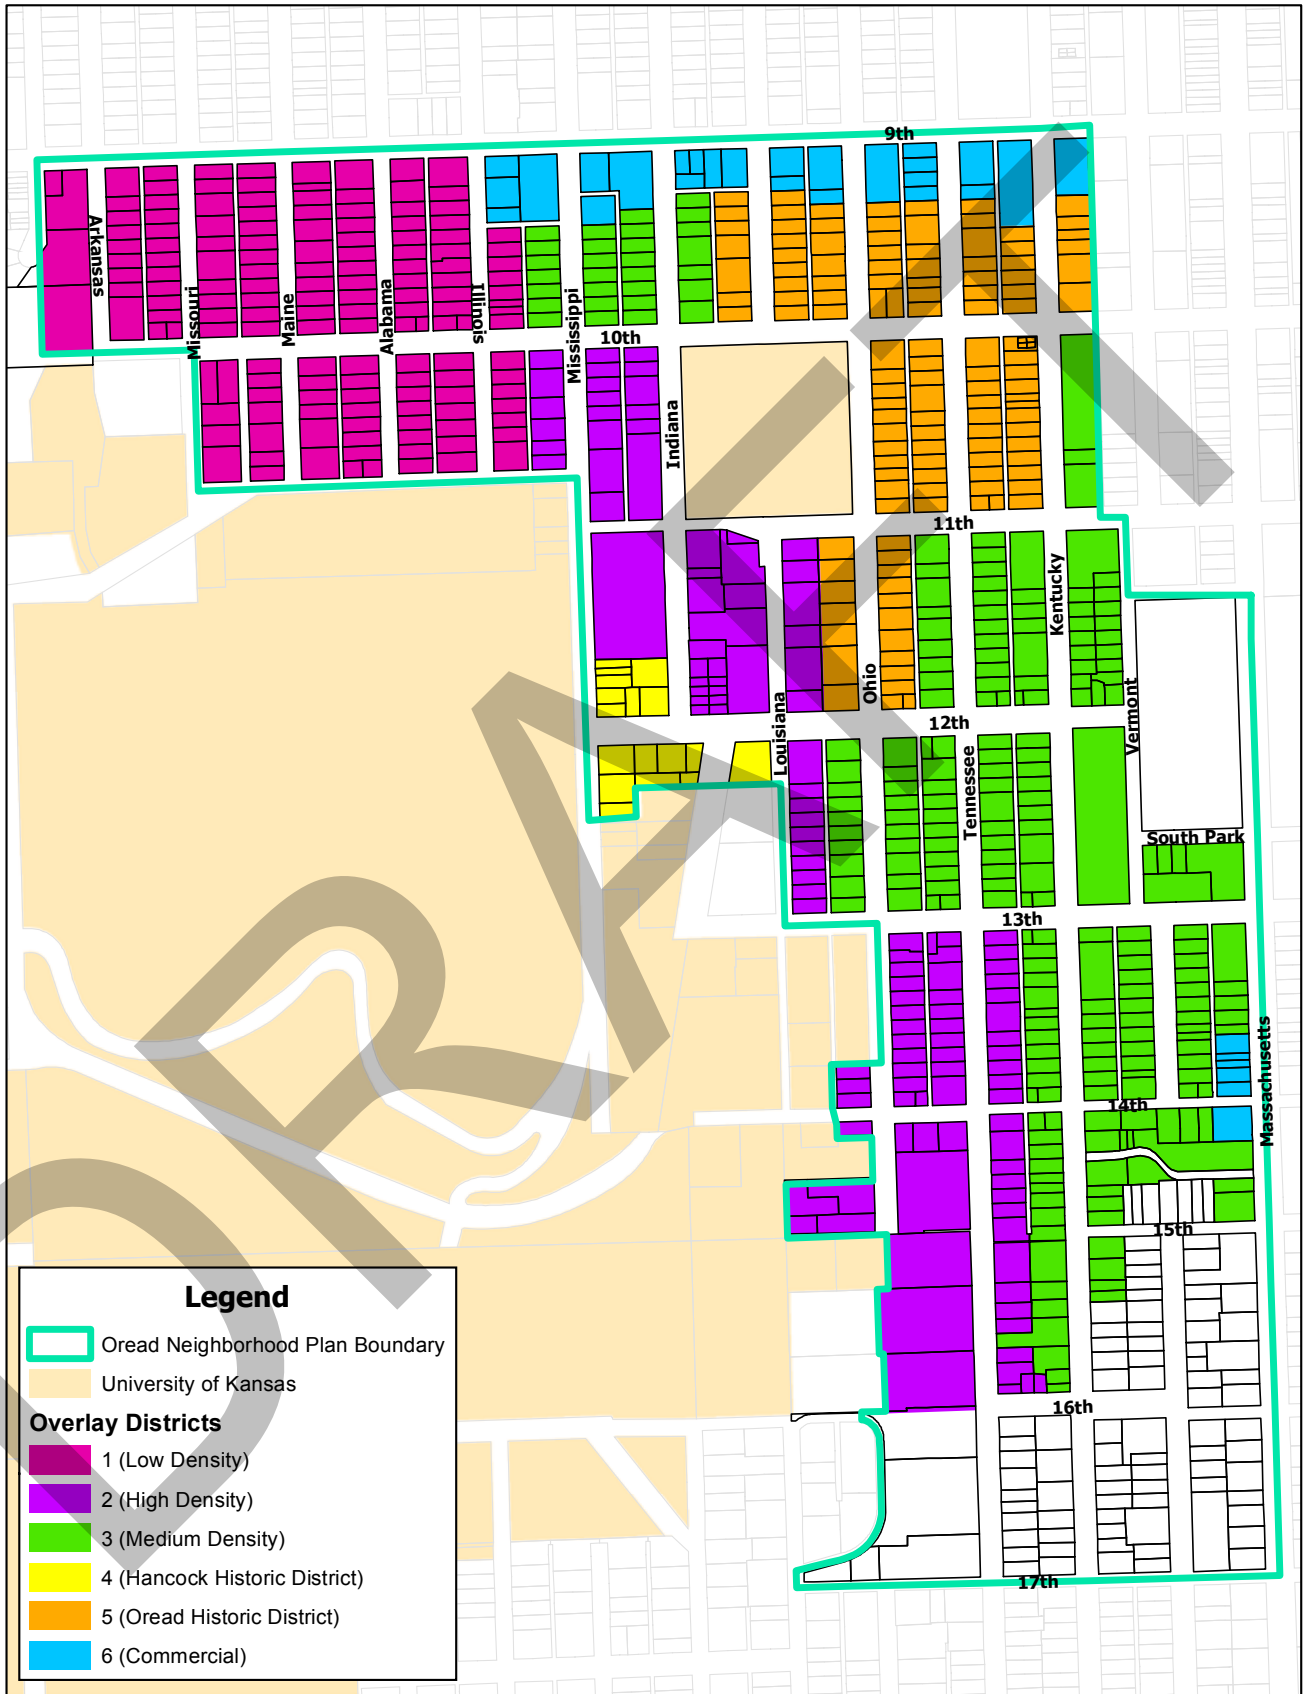 9th
Arkansas
Missouri
Maine
Alabama
Illinois
Mississippi
10th
Indiana
11th
Kentucky
Ohio
Louisiana
12th
Vermont
Tennessee
South Park
13th
Massachusetts
14th
15th
16th
17th
DRAFT
Legend
Oread Neighborhood Plan Boundary
University of Kansas
Overlay Districts
1 (Low Density)
2 (High Density)
3 (Medium Density)
4 (Hancock Historic District)
5 (Oread Historic District)
6 (Commercial)